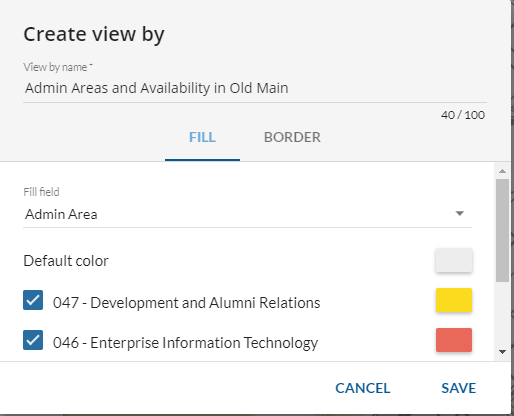 Create view by
View by name *
Admin Areas and Availability in Old Main
40 / 100
FILL BORDER
Fill field
Admin Area
Default color
047 - Development and Alumni Relations
046 - Enterprise Information Technology
CANCEL SAVE